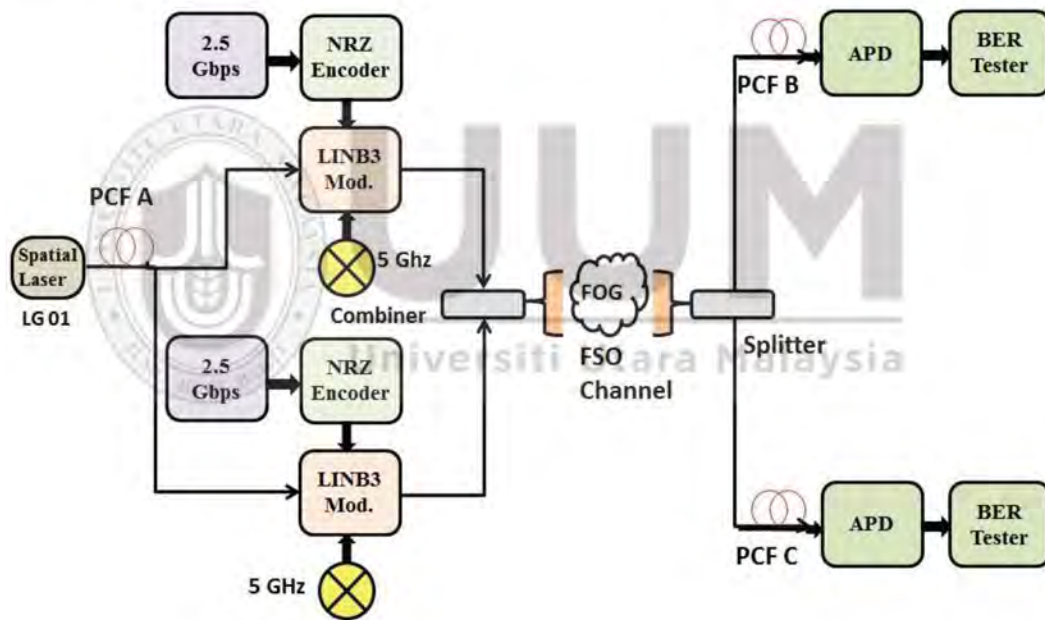 2.5
Gbps
NRZ
Encoder
LINB3
Mod.
5 Ghz
PCF A
Spatial
Laser
LG 01
Combiner
2.5
Gbps
NRZ
Encoder
LINB3
Mod.
5 GHz
FOG
FSO
Channel
Splitter
PCF B
APD
BER
Tester
PCF C
APD
BER
Tester
UUM
Universiti Utara Malaysia